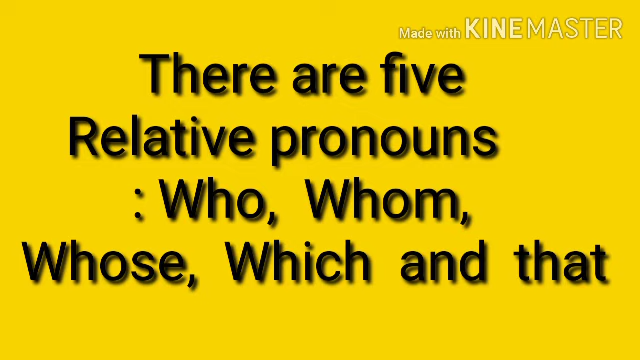 Made with KINEMASTER
There are five
Relative pronouns
: Who, Whom,
Whose, Which and that